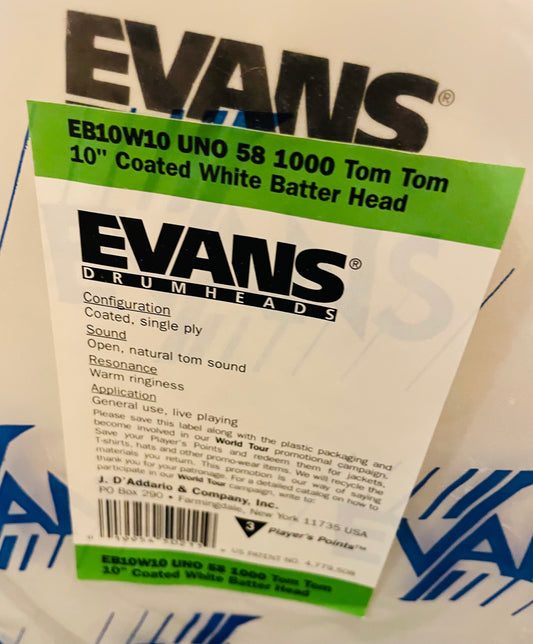 EVANS®
EB10W10 UNO 58 1000 Tom Tom
10" Coated White Batter Head
EVANS®
DRUMHEADS
Configuration
Coated, single ply
Sound
Open, natural tom sound
Resonance
Warm ringiness
Application
General use, live playing
Please save this label along with the plastic packaging and
become involved in our World Tour promotional campaign.
Save your Player's Points and redeem them for jackets,
T-shirts, hats and other promo-wear items. We will recycle the
materials you return. This promotion is our way of saying
thank you for your patronage. For a detailed catalog on how to
participate in our World Tour campaign, write to:
J. D'Addario & Company, Inc.
PO Box 290 • Farmingdale, New York 11735 USA
3 Player's Points™
US PATENT NO. 4,779,508
EB10W10 UNO 58 1000 Tom Tom
10" Coated White Batter Head